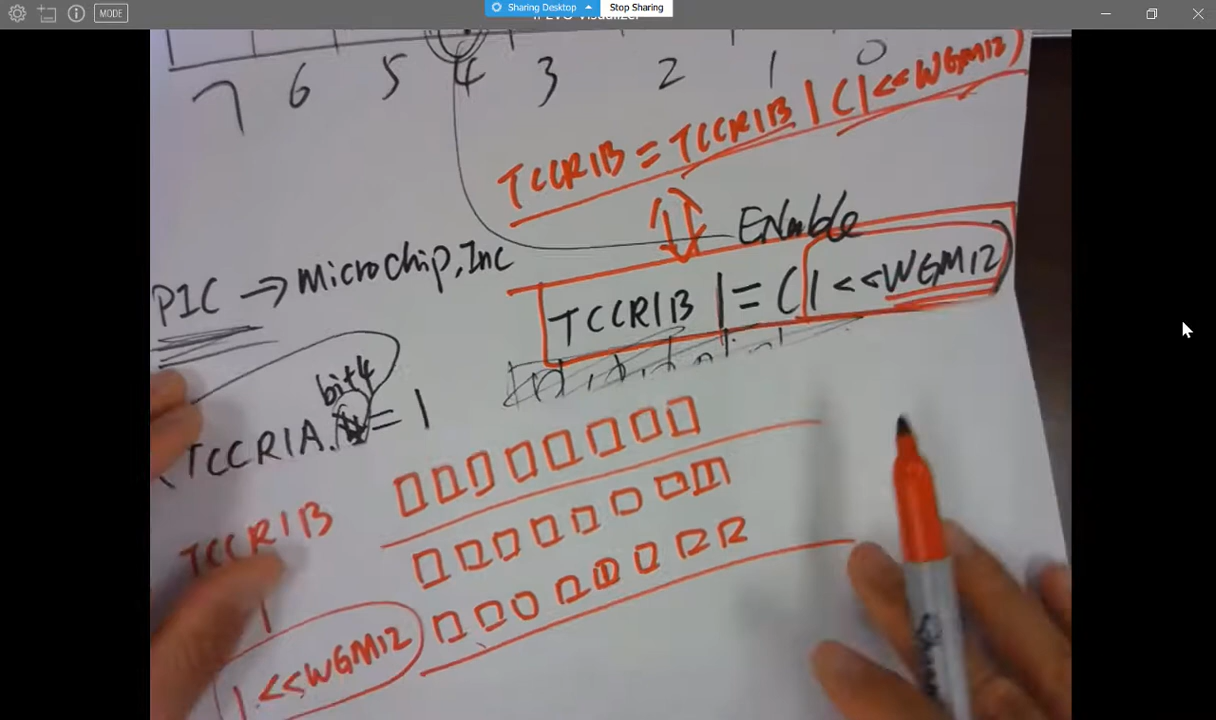 MODE
Sharing Desktop
Stop Sharing
7 6 5 4 3 2 1 0
TCCR1B = TCCR1B | (1<<WGM12)
ENable
PIC → Microchip,Inc
TCCR1B |= (1<<WGM12)
bit4
TCCR1A. = 1
TCCR1B
1
1<<WGM12